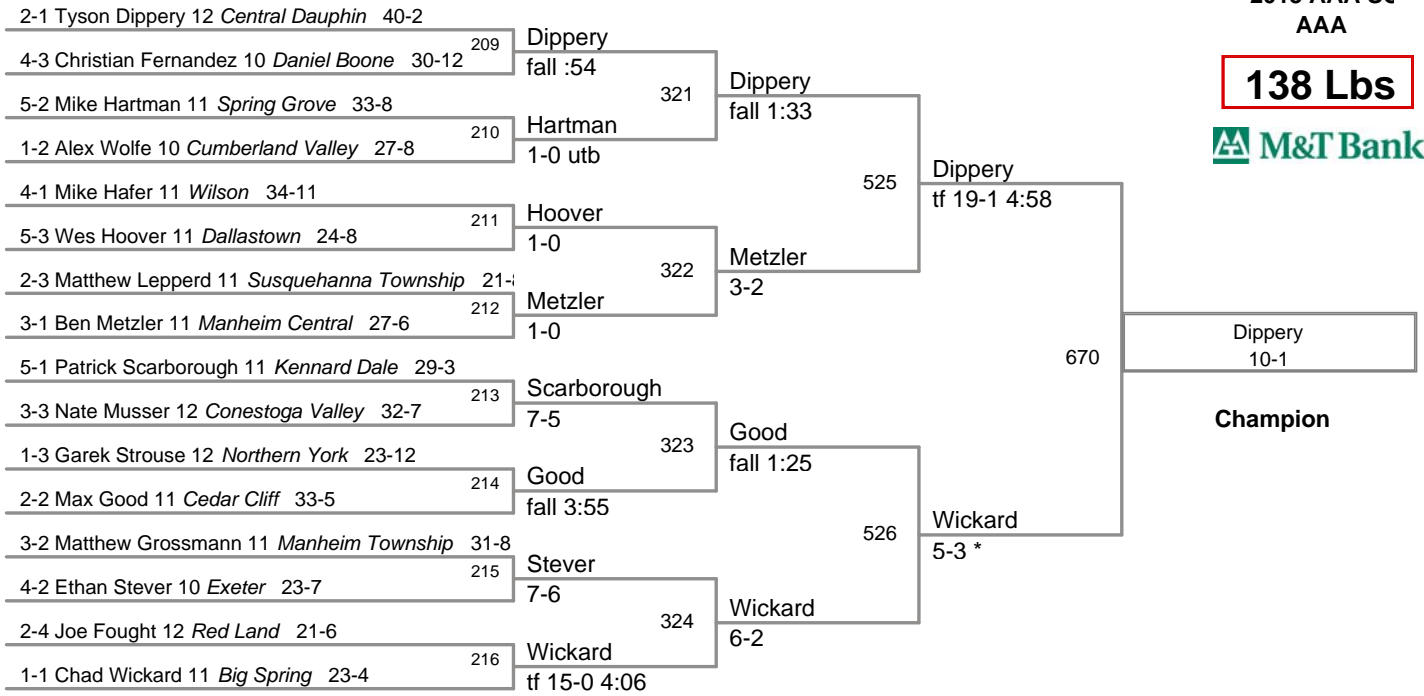 2-1 Tyson Dippery 12 Central Dauphin 40-2
209
4-3 Christian Fernandez 10 Daniel Boone 30-12
5-2 Mike Hartman 11 Spring Grove 33-8
210
1-2 Alex Wolfe 10 Cumberland Valley 27-8
4-1 Mike Hafer 11 Wilson 34-11
211
5-3 Wes Hoover 11 Dallastown 24-8
2-3 Matthew Lepperd 11 Susquehanna Township
212
3-1 Ben Metzler 11 Manheim Central 27-6
5-1 Patrick Scarborough 11 Kennard Dale 29-3
213
3-3 Nate Musser 12 Conestoga Valley 32-7
1-3 Garek Strouse 12 Northern York 23-12
214
2-2 Max Good 11 Cedar Cliff 33-5
3-2 Matthew Grossmann 11 Manheim Township 31-8
215
4-2 Ethan Stever 10 Exeter 23-7
2-4 Joe Fought 12 Red Land 21-6
216
1-1 Chad Wickard 11 Big Spring 23-4
Dippery
fall :54
321
Hartman
1-0 utb
Hoover
1-0
322
Metzler
1-0
Scarborough
7-5
323
Good
fall 3:55
Stever
7-6
324
Wickard
tf 15-0 4:06
Dippery
fall 1:33
525
Metzler
3-2
Good
fall 1:25
526
Wickard
6-2
Dippery
tf 19-1 4:58
670
Wickard
5-3 *
AAA
138 Lbs
M&T Bank
Dippery
10-1
Champion